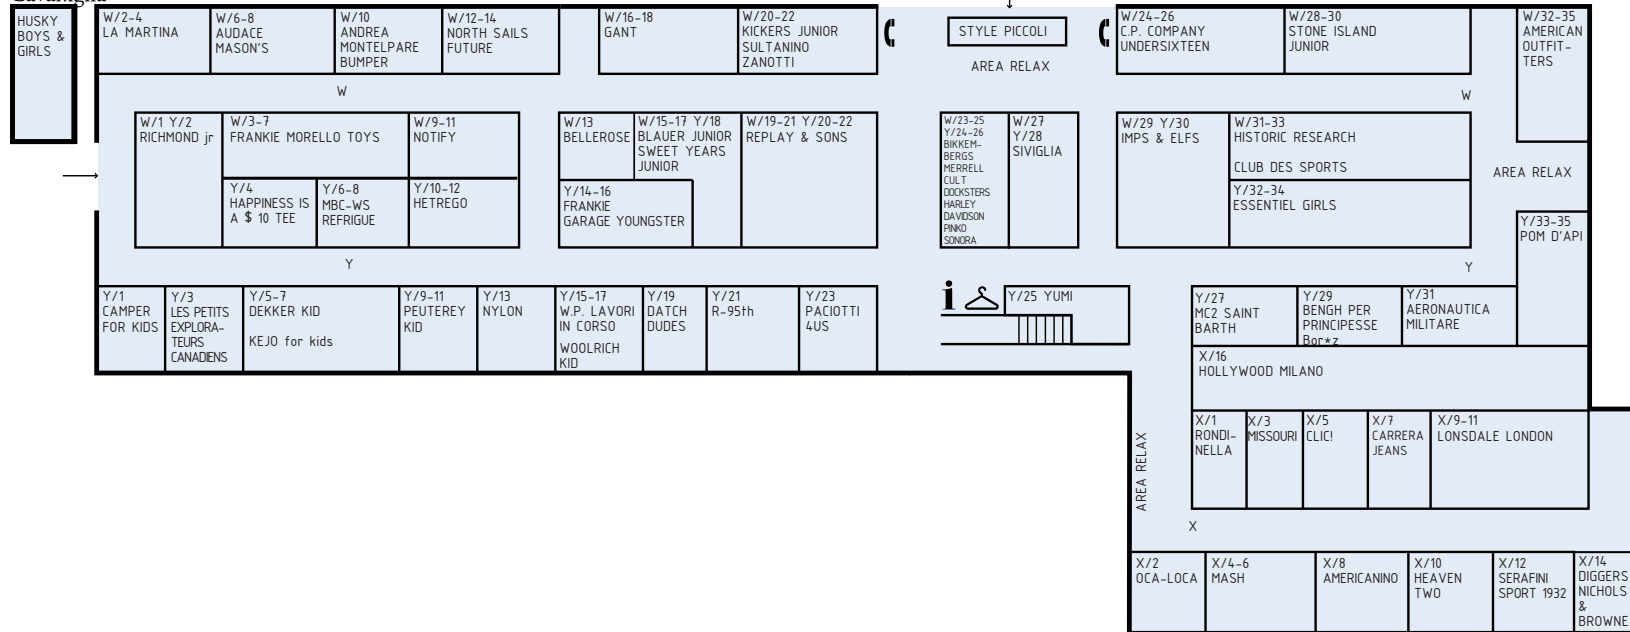 Cavaniglia
HUSKY
BOYS &
GIRLS
W/2-4
LA MARTINA
W/6-8
AUDACE
MASON'S
W/10
ANDREA
MONTELPARE
BUMPER
W/12-14
NORTH SAILS
FUTURE
W/16-18
GANT
W/20-22
KICKERS JUNIOR
SULTANINO
ZANOTTI
STYLE PICCOLI
AREA RELAX
W/24-26
C.P. COMPANY
UNDERSIXTEEN
W/28-30
STONE ISLAND
JUNIOR
W/32-35
AMERICAN
OUTFIT-
TERS
W
W
W/1 Y/2
RICHMOND jr
W/3-7
FRANKIE MORELLO TOYS
W/9-11
NOTIFY
Y/4
HAPPINESS IS
A $ 10 TEE
Y/6-8
MBC-WS
REFRIGUE
Y/10-12
HETREGO
W/13
BELLEROSE
W/15-17 Y/18
BLAUER JUNIOR
SWEET YEARS
JUNIOR
Y/14-16
FRANKIE
GARAGE YOUNGSTER
W/19-21 Y/20-22
REPLAY & SONS
W/23-25
Y/24-26
BIKKEM-
BERGS
MERRELL
CULT
DOCKSTERS
HARLEY
DAVIDSON
PINKO
SONORA
W/27
Y/28
SIVIGLIA
W/29 Y/30
IMPS & ELFS
W/31-33
HISTORIC RESEARCH
CLUB DES SPORTS
Y/32-34
ESSENTIEL GIRLS
AREA RELAX
Y/33-35
POM D'API
Y
Y
Y/1
CAMPER
FOR KIDS
Y/3
LES PETITS
EXPLORA-
TEURS
CANADIENS
Y/5-7
DEKKER KID
KEJO for kids
Y/9-11
PEUTEREY
KID
Y/13
NYLON
Y/15-17
W.P. LAVORI
IN CORSO
WOOLRICH
KID
Y/19
DATCH
DUDES
Y/21
R-95th
Y/23
PACIOTTI
4US
i
Y/25 YUMI
Y/27
MC2 SAINT
BARTH
Y/29
BENGH PER
PRINCIPESSE
Bor*z
Y/31
AERONAUTICA
MILITARE
X/16
HOLLYWOOD MILANO
AREA RELAX
X/1
RONDI-
NELLA
X/3
MISSOURI
X/5
CLIC!
X/7
CARRERA
JEANS
X/9-11
LONSDALE LONDON
X
X/2
OCA-LOCA
X/4-6
MASH
X/8
AMERICANINO
X/10
HEAVEN
TWO
X/12
SERAFINI
SPORT 1932
X/14
DIGGERS
NICHOLS
&
BROWNE